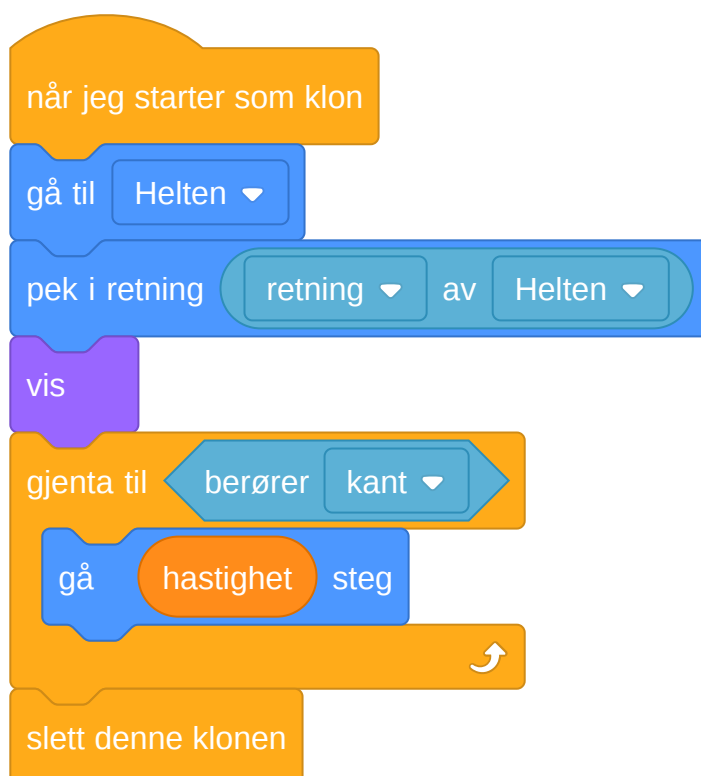 når jeg starter som klon
gå til Helten
pek i retning retning av Helten
vis
gjenta til berører kant
gå hastighet steg
slett denne klonen